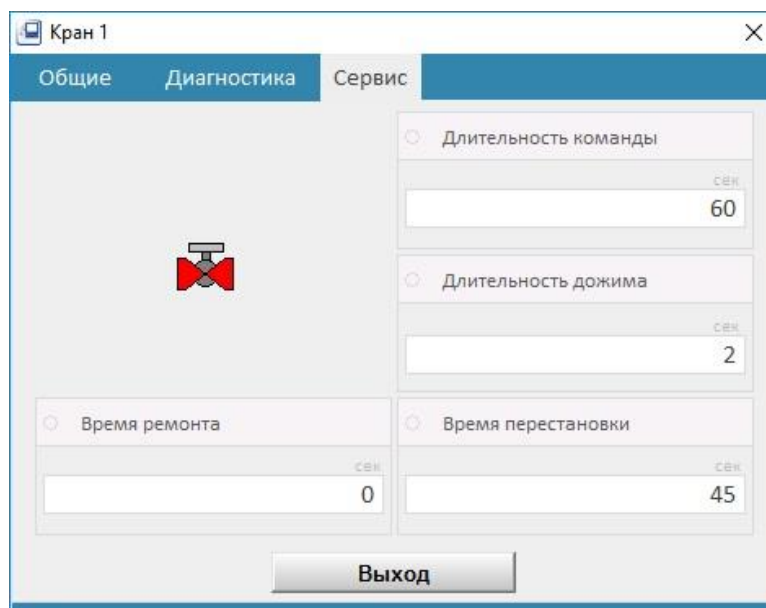 Кран 1
Общие Диагностика Сервис
Длительность команды
сек
60
Длительность дожима
сек
2
Время ремонта
сек
0
Время перестановки
сек
45
Выход